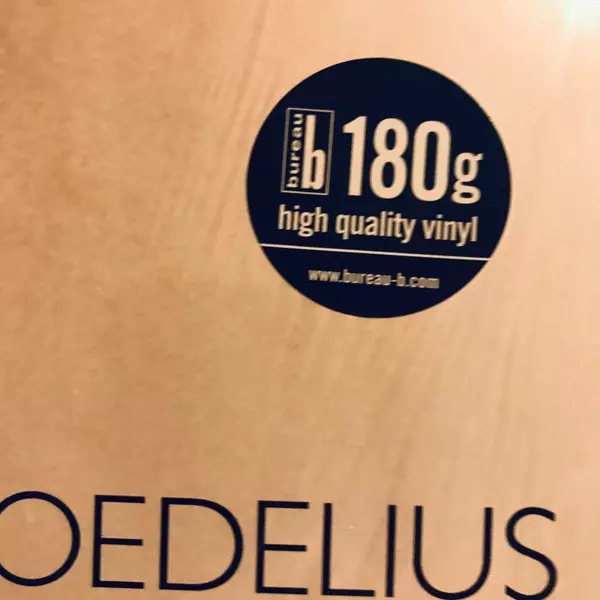 bureau
b 180g
high quality vinyl
www.bureau-b.com
OEDELIUS